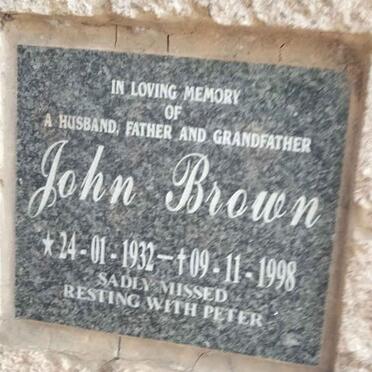 IN LOVING MEMORY
OF
A HUSBAND, FATHER AND GRANDFATHER
John Brown
★24-01-1932—†09-11-1998
SADLY MISSED
RESTING WITH PETER